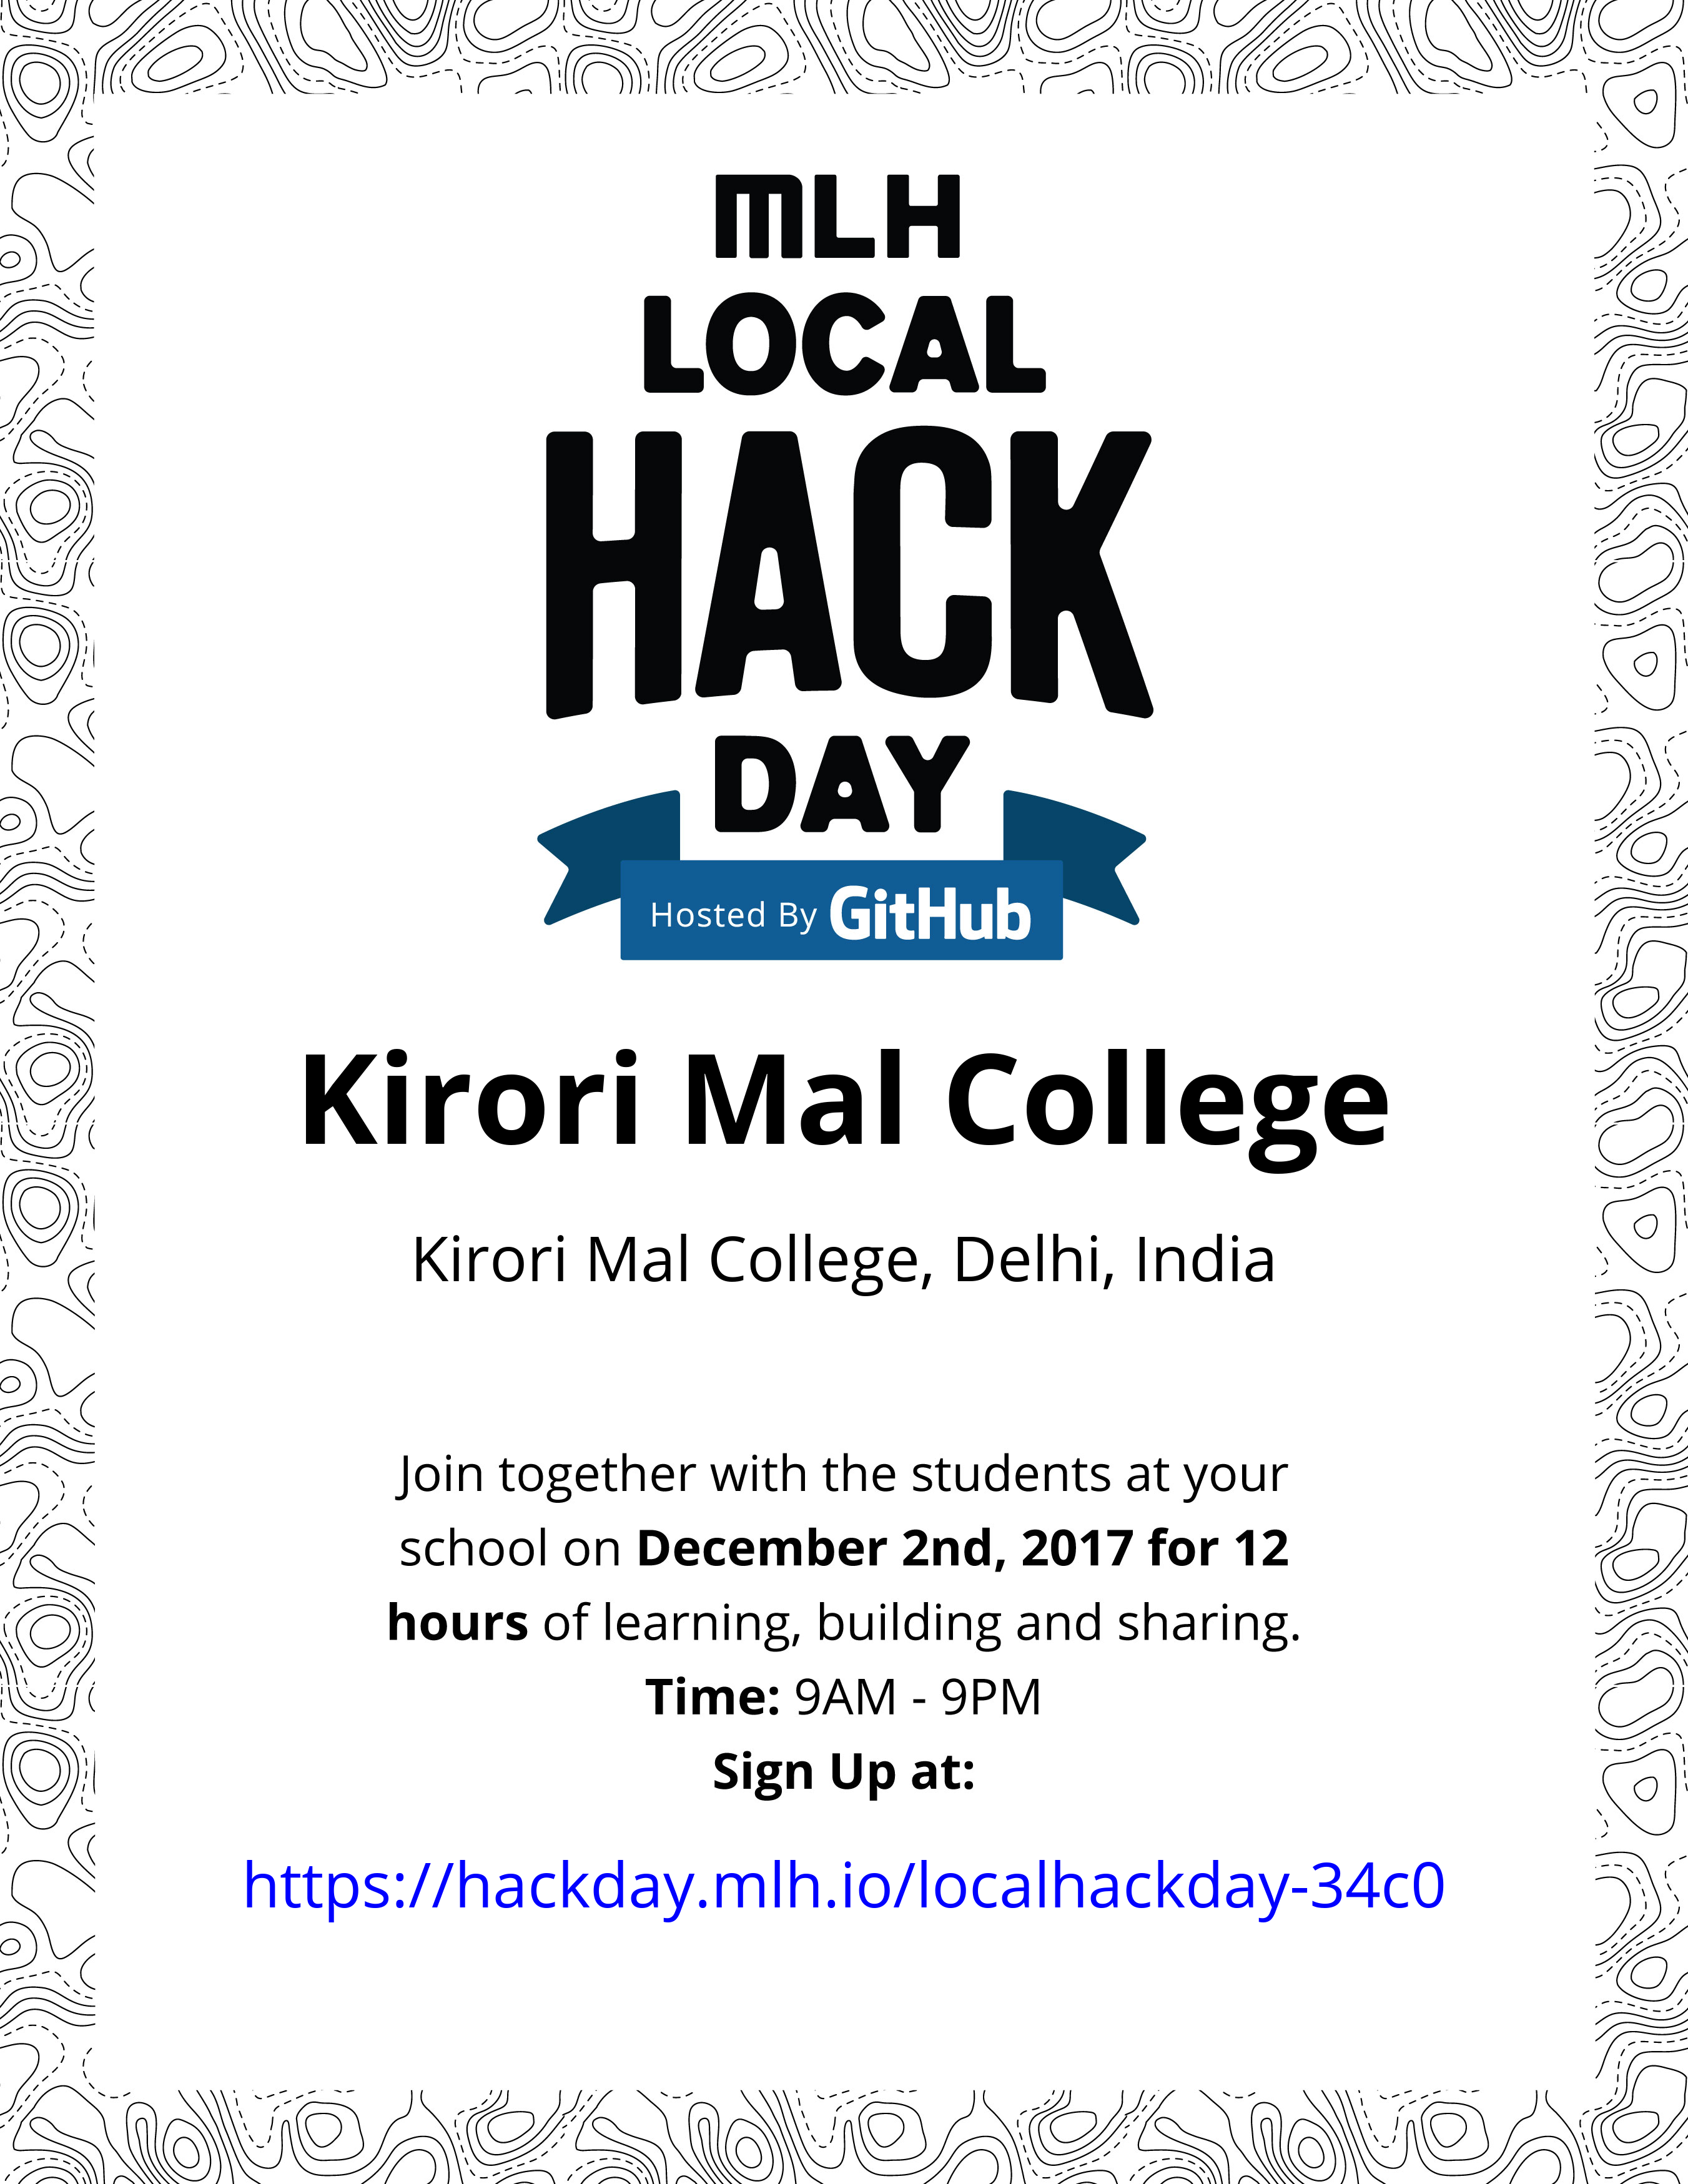 MLH
LOCAL
HACK
DAY
Hosted By GitHub
Kirori Mal College
Kirori Mal College, Delhi, India
Join together with the students at your
school on December 2nd, 2017 for 12
hours of learning, building and sharing.
Time: 9AM - 9PM
Sign Up at:
https://hackday.mlh.io/localhackday-34c0